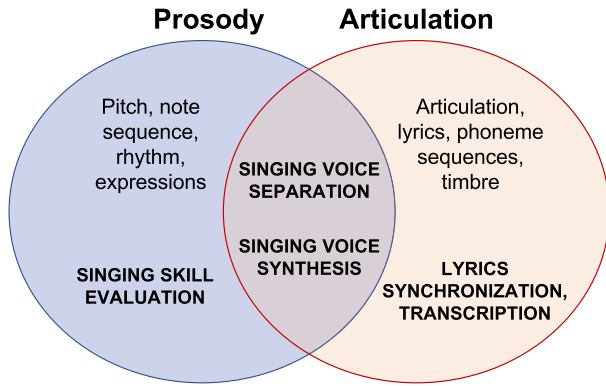 Prosody
Articulation
Pitch, note
sequence,
rhythm,
expressions
SINGING SKILL
EVALUATION
SINGING VOICE
SEPARATION
SINGING VOICE
SYNTHESIS
Articulation,
lyrics, phoneme
sequences,
timbre
LYRICS
SYNCHRONIZATION,
TRANSCRIPTION